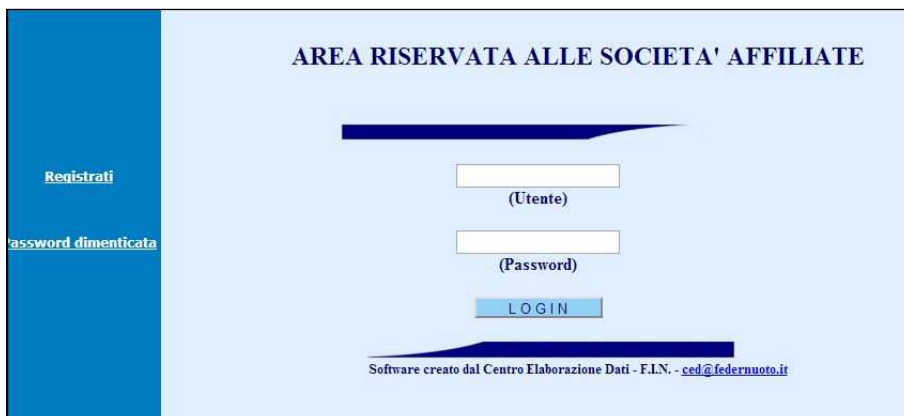 AREA RISERVATA ALLE SOCIETA' AFFILIATE
Registrati
(Utente)
assword dimenticata
(Password)
LOGIN
Software creato dal Centro Elaborazione Dati - F.I.N. - ced@federnuoto.it